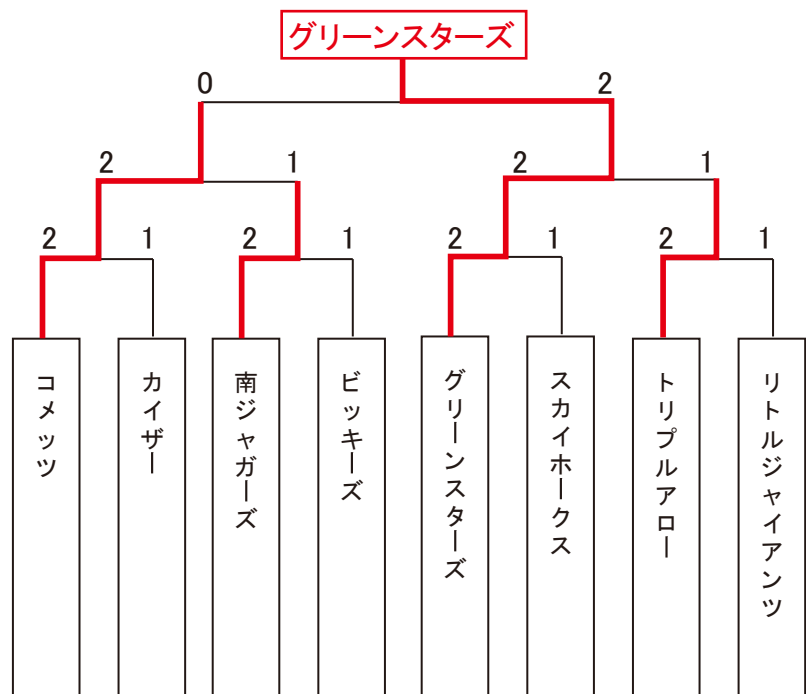 グリーンスターズ
0 2
2 1 2 1
2 1 2 1 2 1 2 1
コメッツ
カイザー
南ジャガーズ
ビッキーズ
グリーンスターズ
スカイホークス
トリプルアロー
リトルジャイアンツ